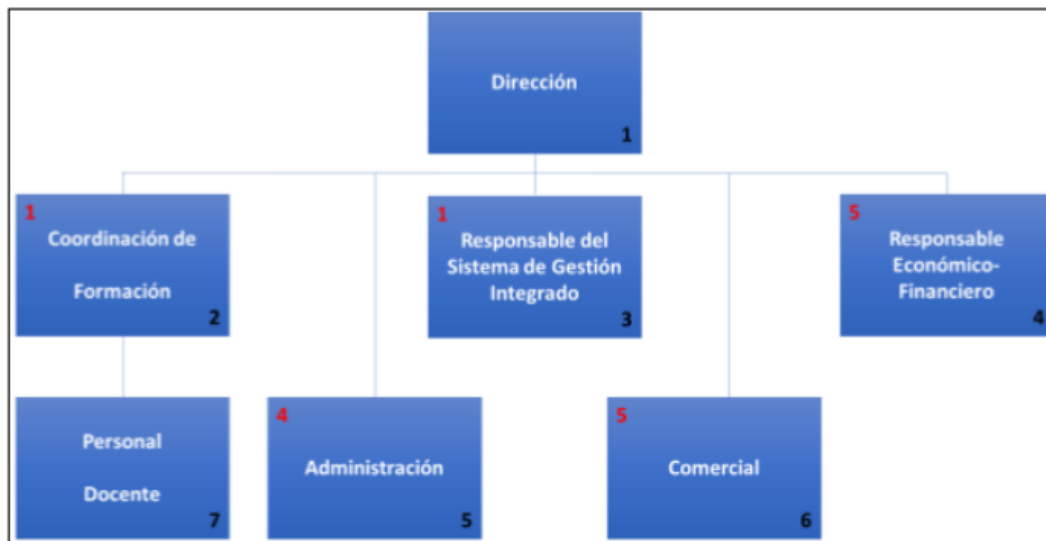 Dirección
1
1
Coordinación de
Formación
2
1
Responsable del
Sistema de Gestión
Integrado
3
5
Responsable
Económico-
Financiero
4
Personal
Docente
7
4
Administración
5
5
Comercial
6